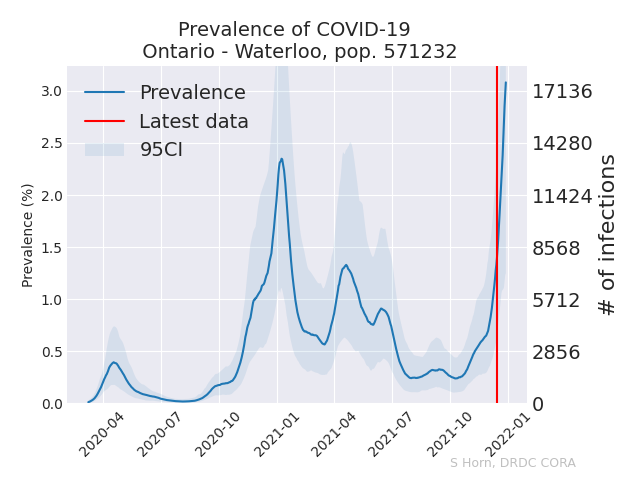 Prevalence of COVID-19
Ontario - Waterloo, pop. 571232
Prevalence
Latest data
95CI
Prevalence (%)
3.0
2.5
2.0
1.5
1.0
0.5
0.0
17136
14280
11424
8568
5712
2856
0
# of infections
2020-04
2020-07
2020-10
2021-01
2021-04
2021-07
2021-10
2022-01
S Horn, DRDC CORA